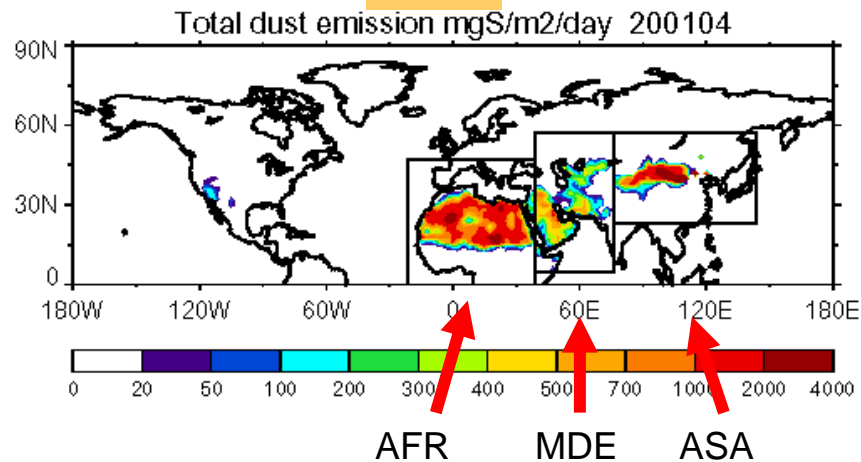 Total dust emission mgS/m2/day 200104
90N
60N
30N
0
180W 120W 60W 0 60E 120E 180E
0 20 50 100 200 300 400 500 700 1000 2000 4000
AFR MDE ASA